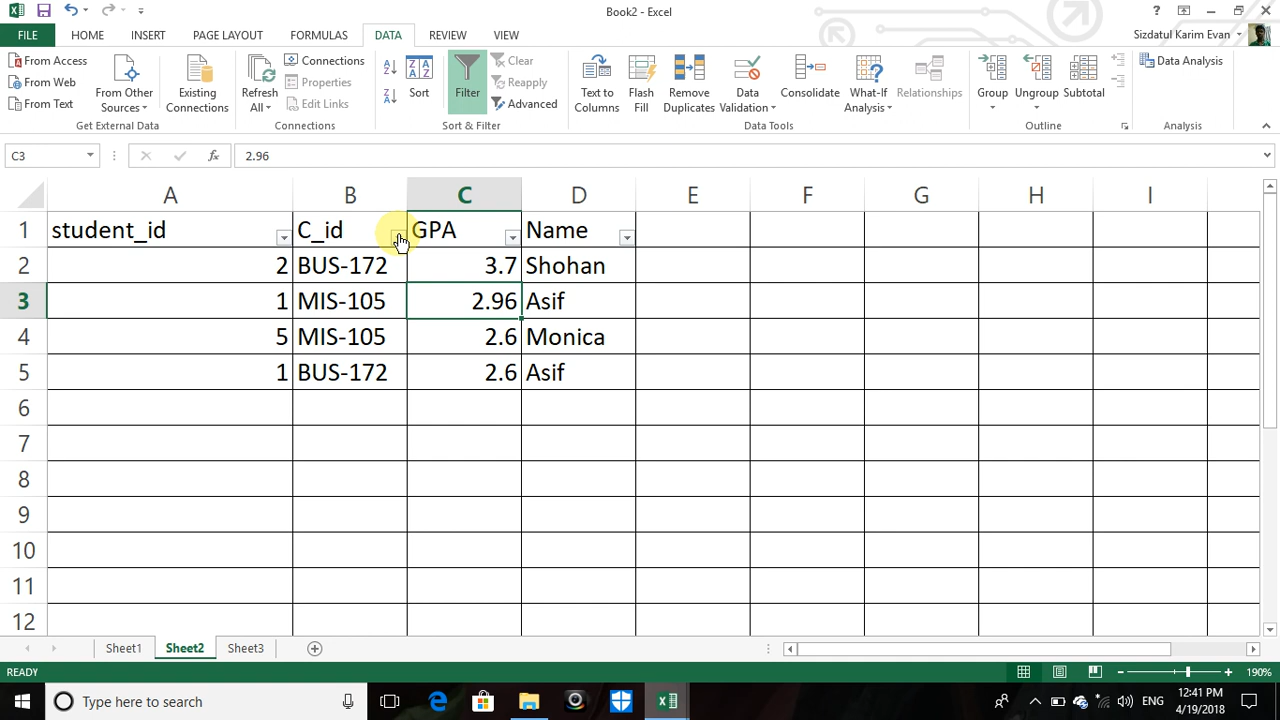 Book2 - Excel
?
FILE HOME INSERT PAGE LAYOUT FORMULAS DATA REVIEW VIEW
Sizdatul Karim Evan
From Access
From Web
From Text
From Other Sources
Existing Connections
Get External Data
Refresh All
Connections
Properties
Edit Links
Connections
Sort
Filter
Clear
Reapply
Advanced
Sort & Filter
Text to Columns
Flash Fill
Remove Duplicates
Data Validation
Consolidate
What-If Analysis
Relationships
Data Tools
Group
Ungroup
Subtotal
Outline
Data Analysis
Analysis
C3 fx 2.96
A B C D E F G H I
1 student_id C_id GPA Name
2 2 BUS-172 3.7 Shohan
3 1 MIS-105 2.96 Asif
4 5 MIS-105 2.6 Monica
5 1 BUS-172 2.6 Asif
6
7
8
9
10
11
12
Sheet1 Sheet2 Sheet3
READY 190%
Type here to search
ENG
12:41 PM
4/19/2018